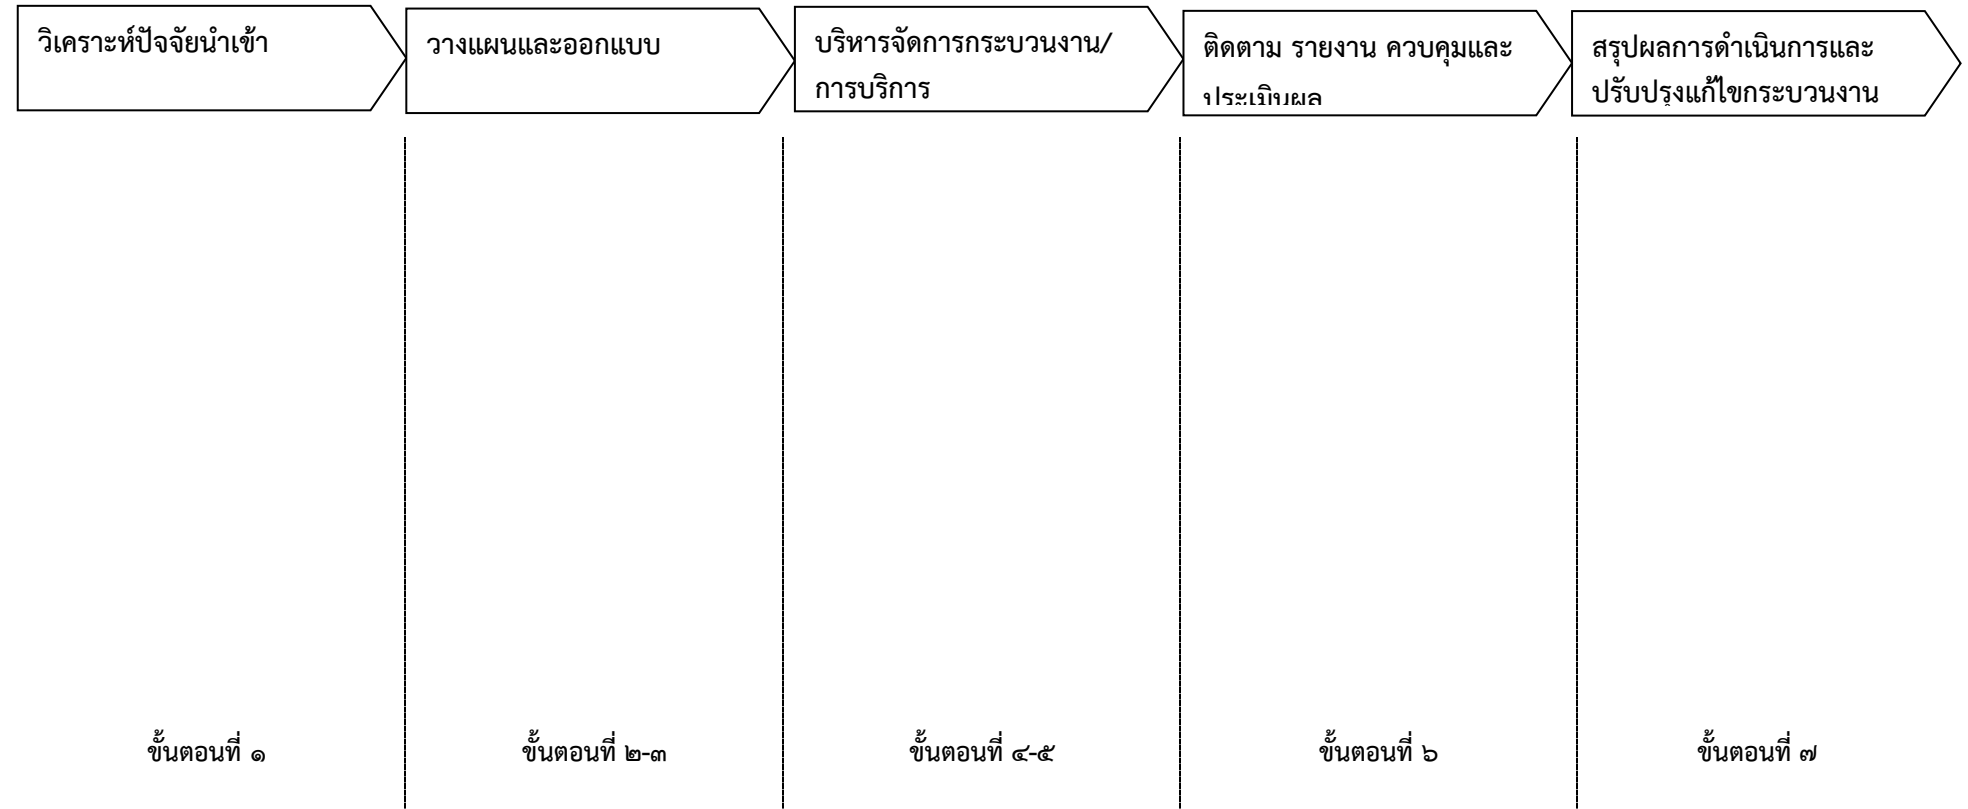 วิเคราะห์ปัจจัยนำเข้า
วางแผนและออกแบบ
บริหารจัดการกระบวนงาน/
การบริการ
ติดตาม รายงาน ควบคุมและ
ประเมินผล
สรุปผลการดำเนินการและ
ปรับปรุงแก้ไขกระบวนงาน
ขั้นตอนที่ ๑
ขั้นตอนที่ ๒-๓
ขั้นตอนที่ ๔-๕
ขั้นตอนที่ ๖
ขั้นตอนที่ ๗